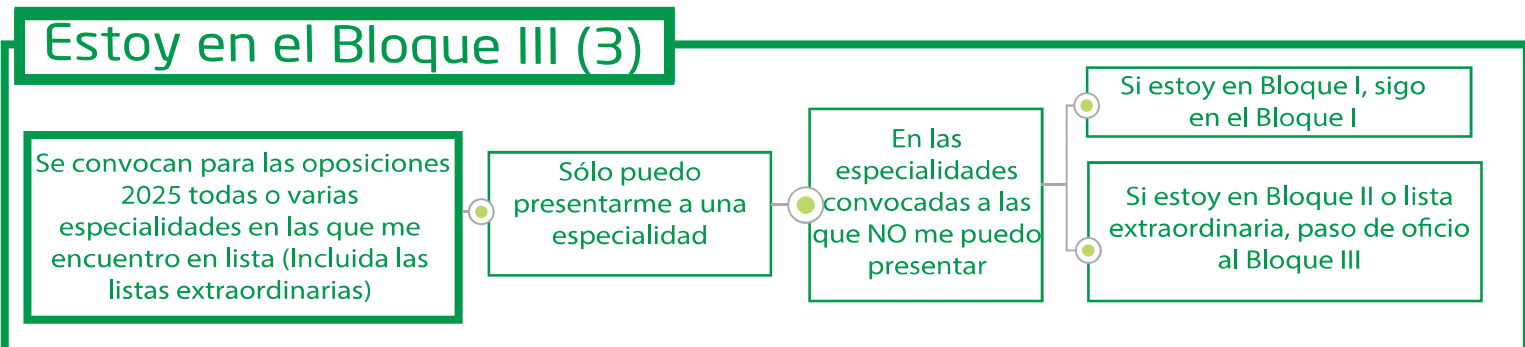 Estoy en el Bloque III (3)
Se convocan para las oposiciones
2025 todas o varias
especialidades en las que me
encuentro en lista (Incluida las
listas extraordinarias)
Sólo puedo
presentarme a una
especialidad
En las
especialidades
convocadas a las
que NO me puedo
presentar
Si estoy en Bloque I, sigo
en el Bloque I
Si estoy en Bloque II o lista
extraordinaria, paso de oficio
al Bloque III